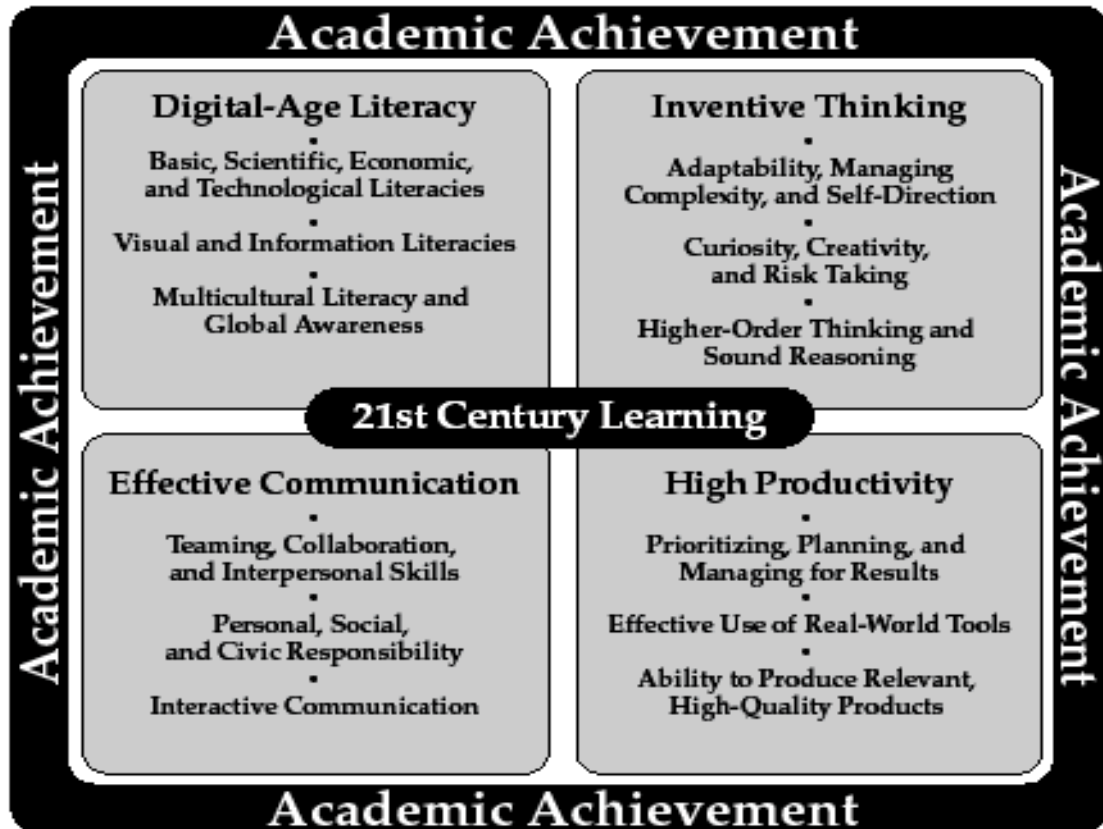 Academic Achievement
Academic Achievement
Digital-Age Literacy
Basic, Scientific, Economic,
and Technological Literacies
Visual and Information Literacies
Multicultural Literacy and
Global Awareness
Inventive Thinking
Adaptability, Managing
Complexity, and Self-Direction
Curiosity, Creativity,
and Risk Taking
Higher-Order Thinking and
Sound Reasoning
21st Century Learning
Effective Communication
Teaming, Collaboration,
and Interpersonal Skills
Personal, Social,
and Civic Responsibility
Interactive Communication
High Productivity
Prioritizing, Planning, and
Managing for Results
Effective Use of Real-World Tools
Ability to Produce Relevant,
High-Quality Products
Academic Achievement
Academic Achievement